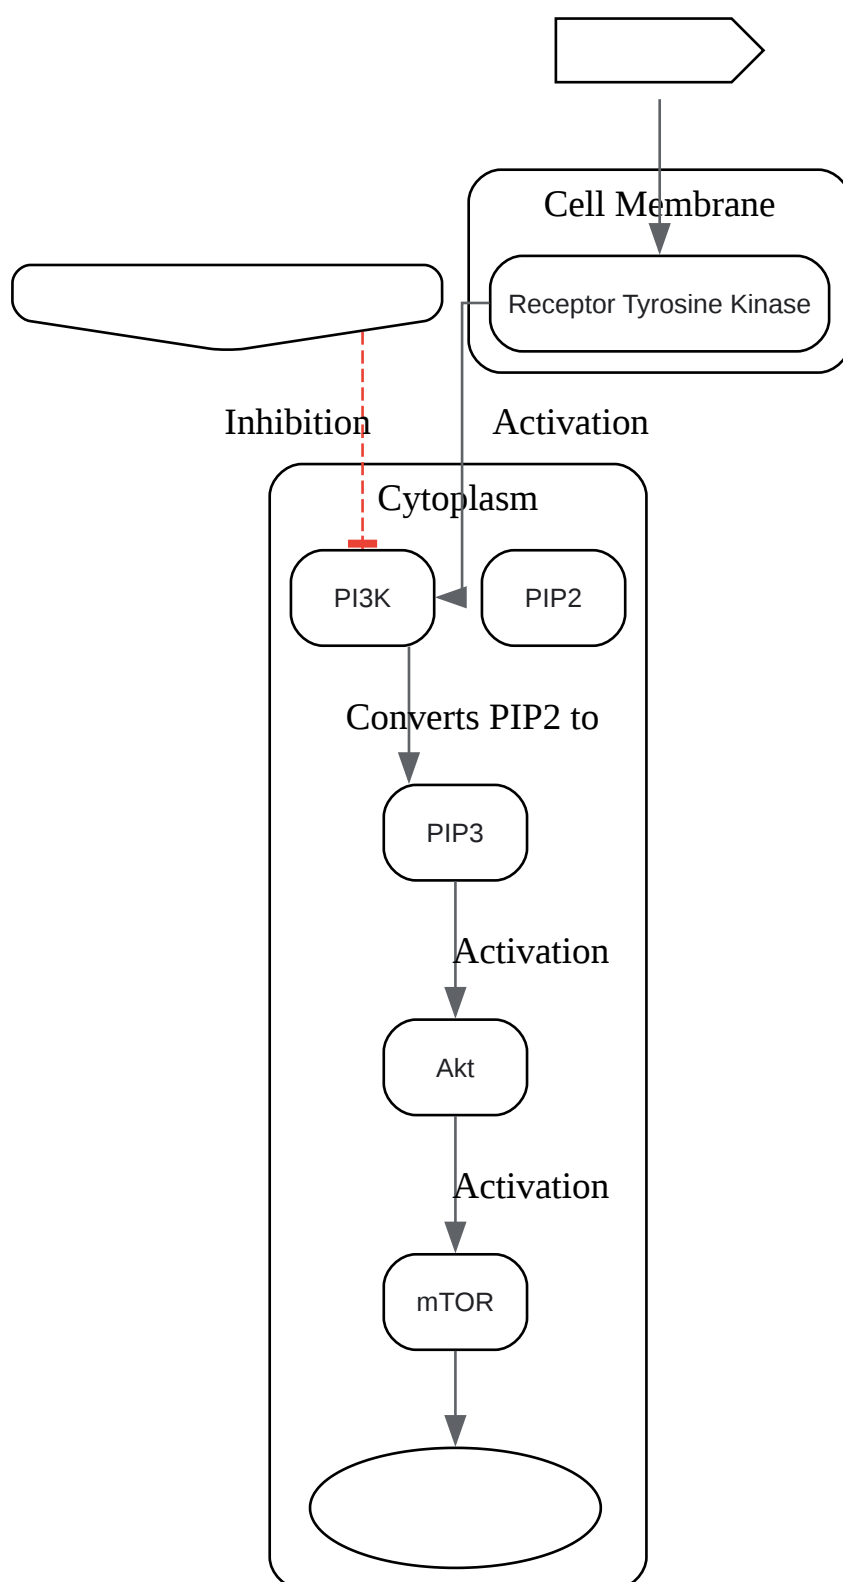 Cell Membrane
Receptor Tyrosine Kinase
Inhibition
Activation
Cytoplasm
PI3K
PIP2
Converts PIP2 to
PIP3
Activation
Akt
Activation
mTOR